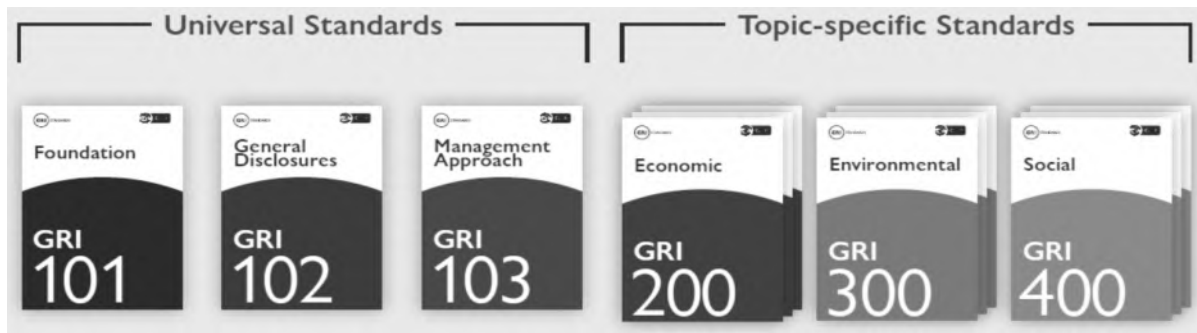 Universal Standards
Topic-specific Standards
Foundation
GRI
101
General
Disclosures
GRI
102
Management
Approach
GRI
103
Economic
GRI
200
Environmental
GRI
300
Social
GRI
400